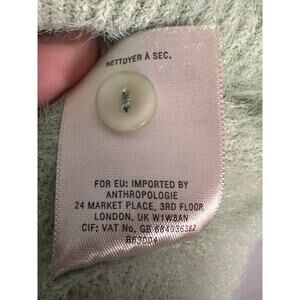 NETTOYER À SEC.
FOR EU: IMPORTED BY
ANTHROPOLOGIE
24 MARKET PLACE, 3RD FLOOR,
LONDON, UK W1W8AN
CIF: VAT No. GB 684936382